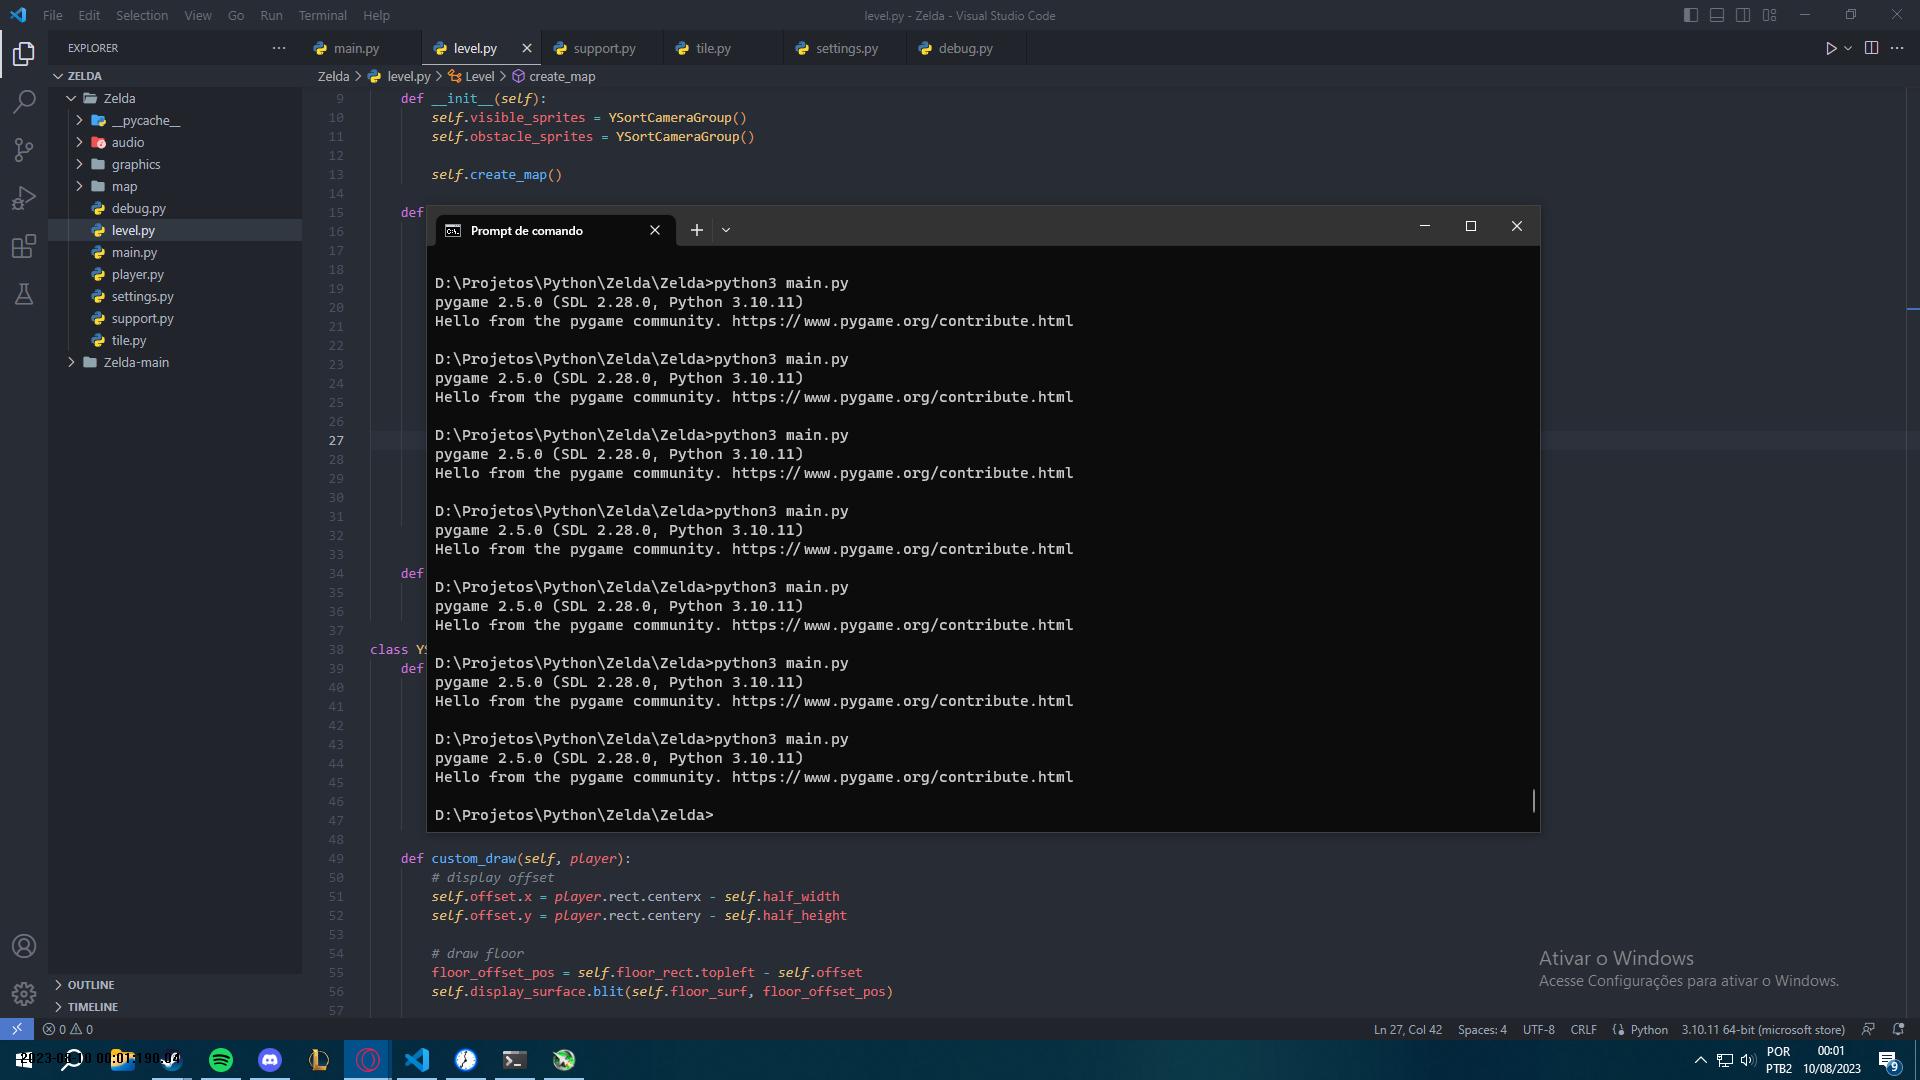 File Edit Selection View Go Run Terminal Help
level.py - Zelda - Visual Studio Code
EXPLORER
main.py
level.py
support.py
tile.py
settings.py
debug.py
ZELDA
Zelda > level.py > Level > create_map
Zelda
__pycache__
audio
graphics
map
debug.py
level.py
main.py
player.py
settings.py
support.py
tile.py
Zelda-main
OUTLINE
TIMELINE
9 def __init__(self):
10 self.visible_sprites = YSortCameraGroup()
11 self.obstacle_sprites = YSortCameraGroup()
12
13 self.create_map()
14
15 def
16
17
18
19
20
21
22
23
24
25
26
27
28
29
30
31
32
33
34 def
35
36
37
38 class YS
39 def
40
41
42
43
44
45
46
47
48
49 def custom_draw(self, player):
50 # display offset
51 self.offset.x = player.rect.centerx - self.half_width
52 self.offset.y = player.rect.centery - self.half_height
53
54 # draw floor
55 floor_offset_pos = self.floor_rect.topleft - self.offset
56 self.display_surface.blit(self.floor_surf, floor_offset_pos)
57
Prompt de comando
D:\Projetos\Python\Zelda\Zelda>python3 main.py
pygame 2.5.0 (SDL 2.28.0, Python 3.10.11)
Hello from the pygame community. https://www.pygame.org/contribute.html
D:\Projetos\Python\Zelda\Zelda>python3 main.py
pygame 2.5.0 (SDL 2.28.0, Python 3.10.11)
Hello from the pygame community. https://www.pygame.org/contribute.html
D:\Projetos\Python\Zelda\Zelda>python3 main.py
pygame 2.5.0 (SDL 2.28.0, Python 3.10.11)
Hello from the pygame community. https://www.pygame.org/contribute.html
D:\Projetos\Python\Zelda\Zelda>python3 main.py
pygame 2.5.0 (SDL 2.28.0, Python 3.10.11)
Hello from the pygame community. https://www.pygame.org/contribute.html
D:\Projetos\Python\Zelda\Zelda>python3 main.py
pygame 2.5.0 (SDL 2.28.0, Python 3.10.11)
Hello from the pygame community. https://www.pygame.org/contribute.html
D:\Projetos\Python\Zelda\Zelda>python3 main.py
pygame 2.5.0 (SDL 2.28.0, Python 3.10.11)
Hello from the pygame community. https://www.pygame.org/contribute.html
D:\Projetos\Python\Zelda\Zelda>python3 main.py
pygame 2.5.0 (SDL 2.28.0, Python 3.10.11)
Hello from the pygame community. https://www.pygame.org/contribute.html
D:\Projetos\Python\Zelda\Zelda>
Ativar o Windows
Acesse Configurações para ativar o Windows.
0 0
Ln 27, Col 42 Spaces: 4 UTF-8 CRLF Python 3.10.11 64-bit (microsoft store)
POR
PTB2
00:01
10/08/2023
9